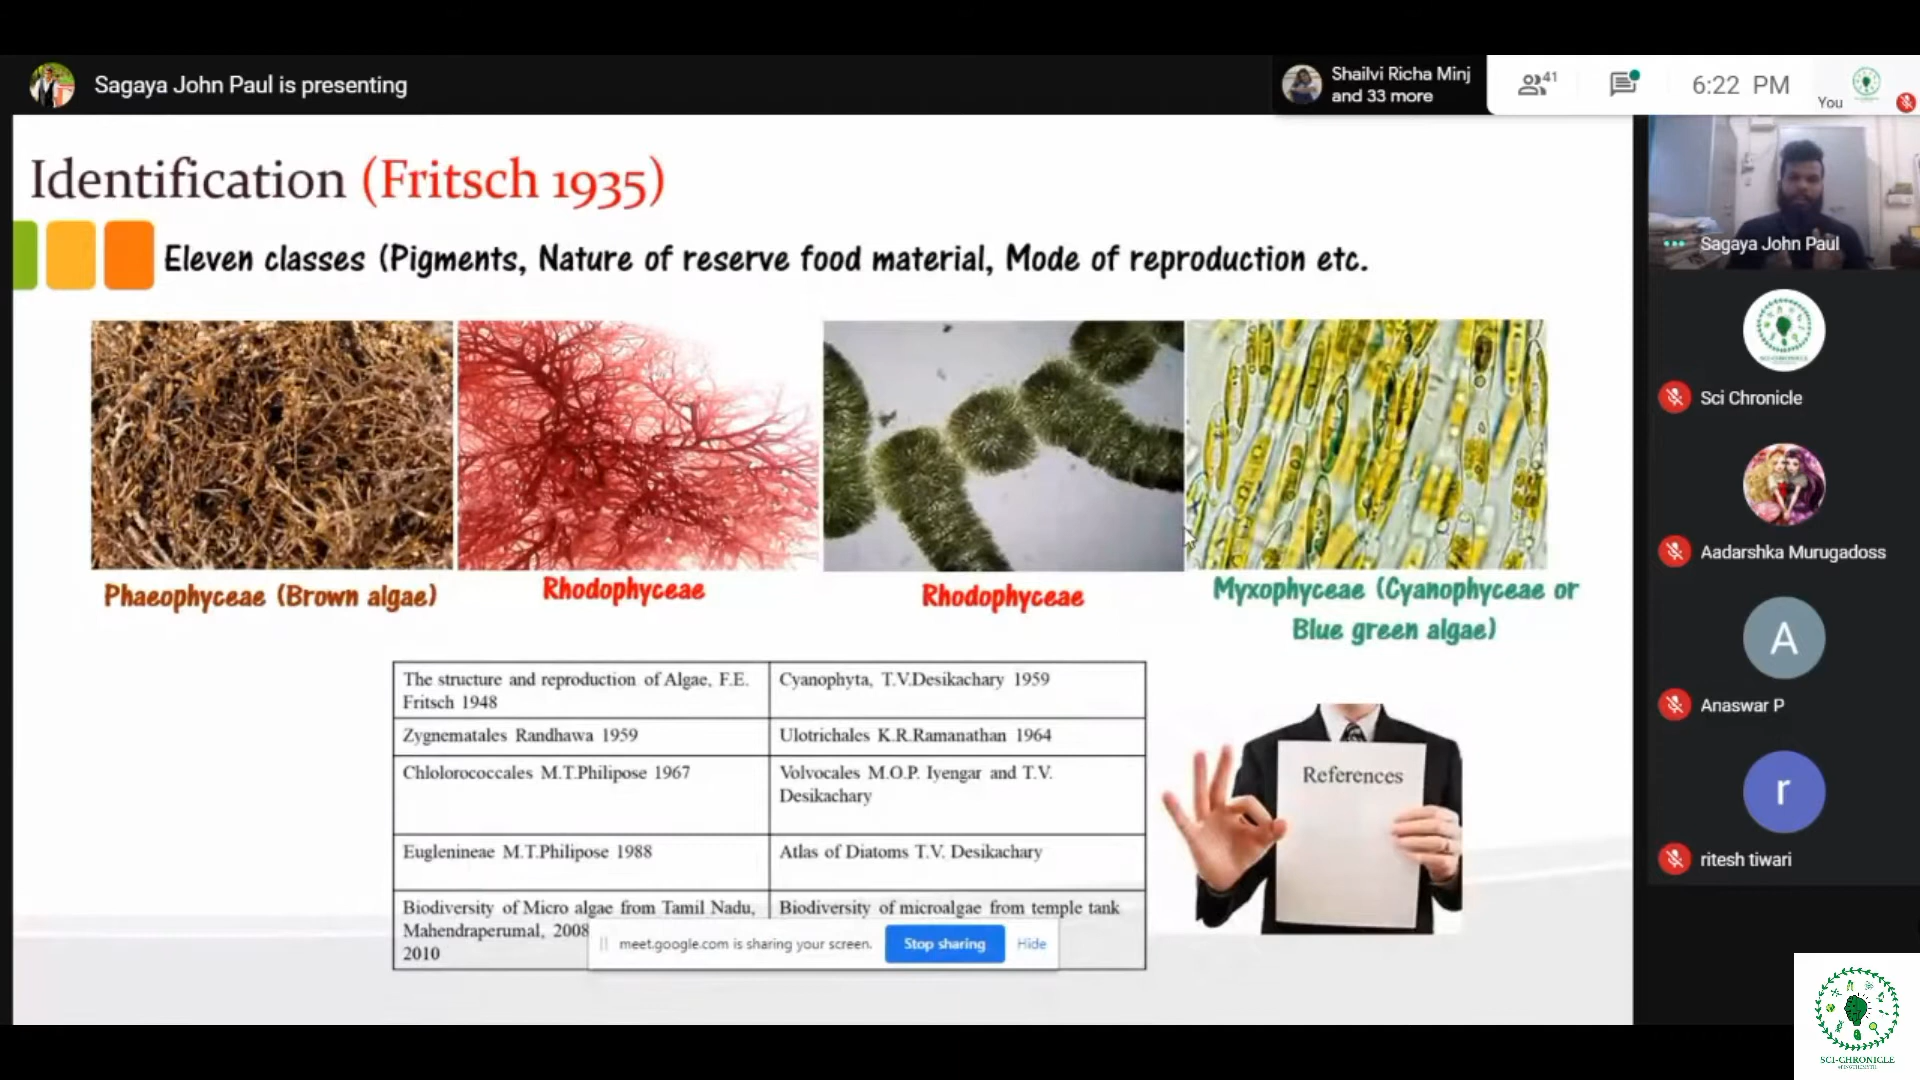 Sagaya John Paul is presenting
Shailvi Richa Minj
and 33 more
41
6:22 PM
You
Identification (Fritsch 1935)
Eleven classes (Pigments, Nature of reserve food material, Mode of reproduction etc.
Phaeophyceae (Brown algae)
Rhodophyceae
Rhodophyceae
Myxophyceae (Cyanophyceae or
Blue green algae)
The structure and reproduction of Algae, F.E.
Fritsch 1948
Cyanophyta, T.V.Desikachary 1959
Zygnematales Randhawa 1959
Ulotrichales K.R.Ramanathan 1964
Chlolorococcales M.T.Philipose 1967
Volvocales M.O.P. Iyengar and T.V.
Desikachary
Euglenineae M.T.Philipose 1988
Atlas of Diatoms T.V. Desikachary
Biodiversity of Micro algae from Tamil Nadu,
Mahendraperumal, 2008
2010
Biodiversity of microalgae from temple tank
References
meet.google.com is sharing your screen.
Stop sharing
Hide
Sagaya John Paul
SCI-CHRONICLE
Sci Chronicle
Aadarshka Murugadoss
A
Anaswar P
r
ritesh tiwari
SCI-CHRONICLE